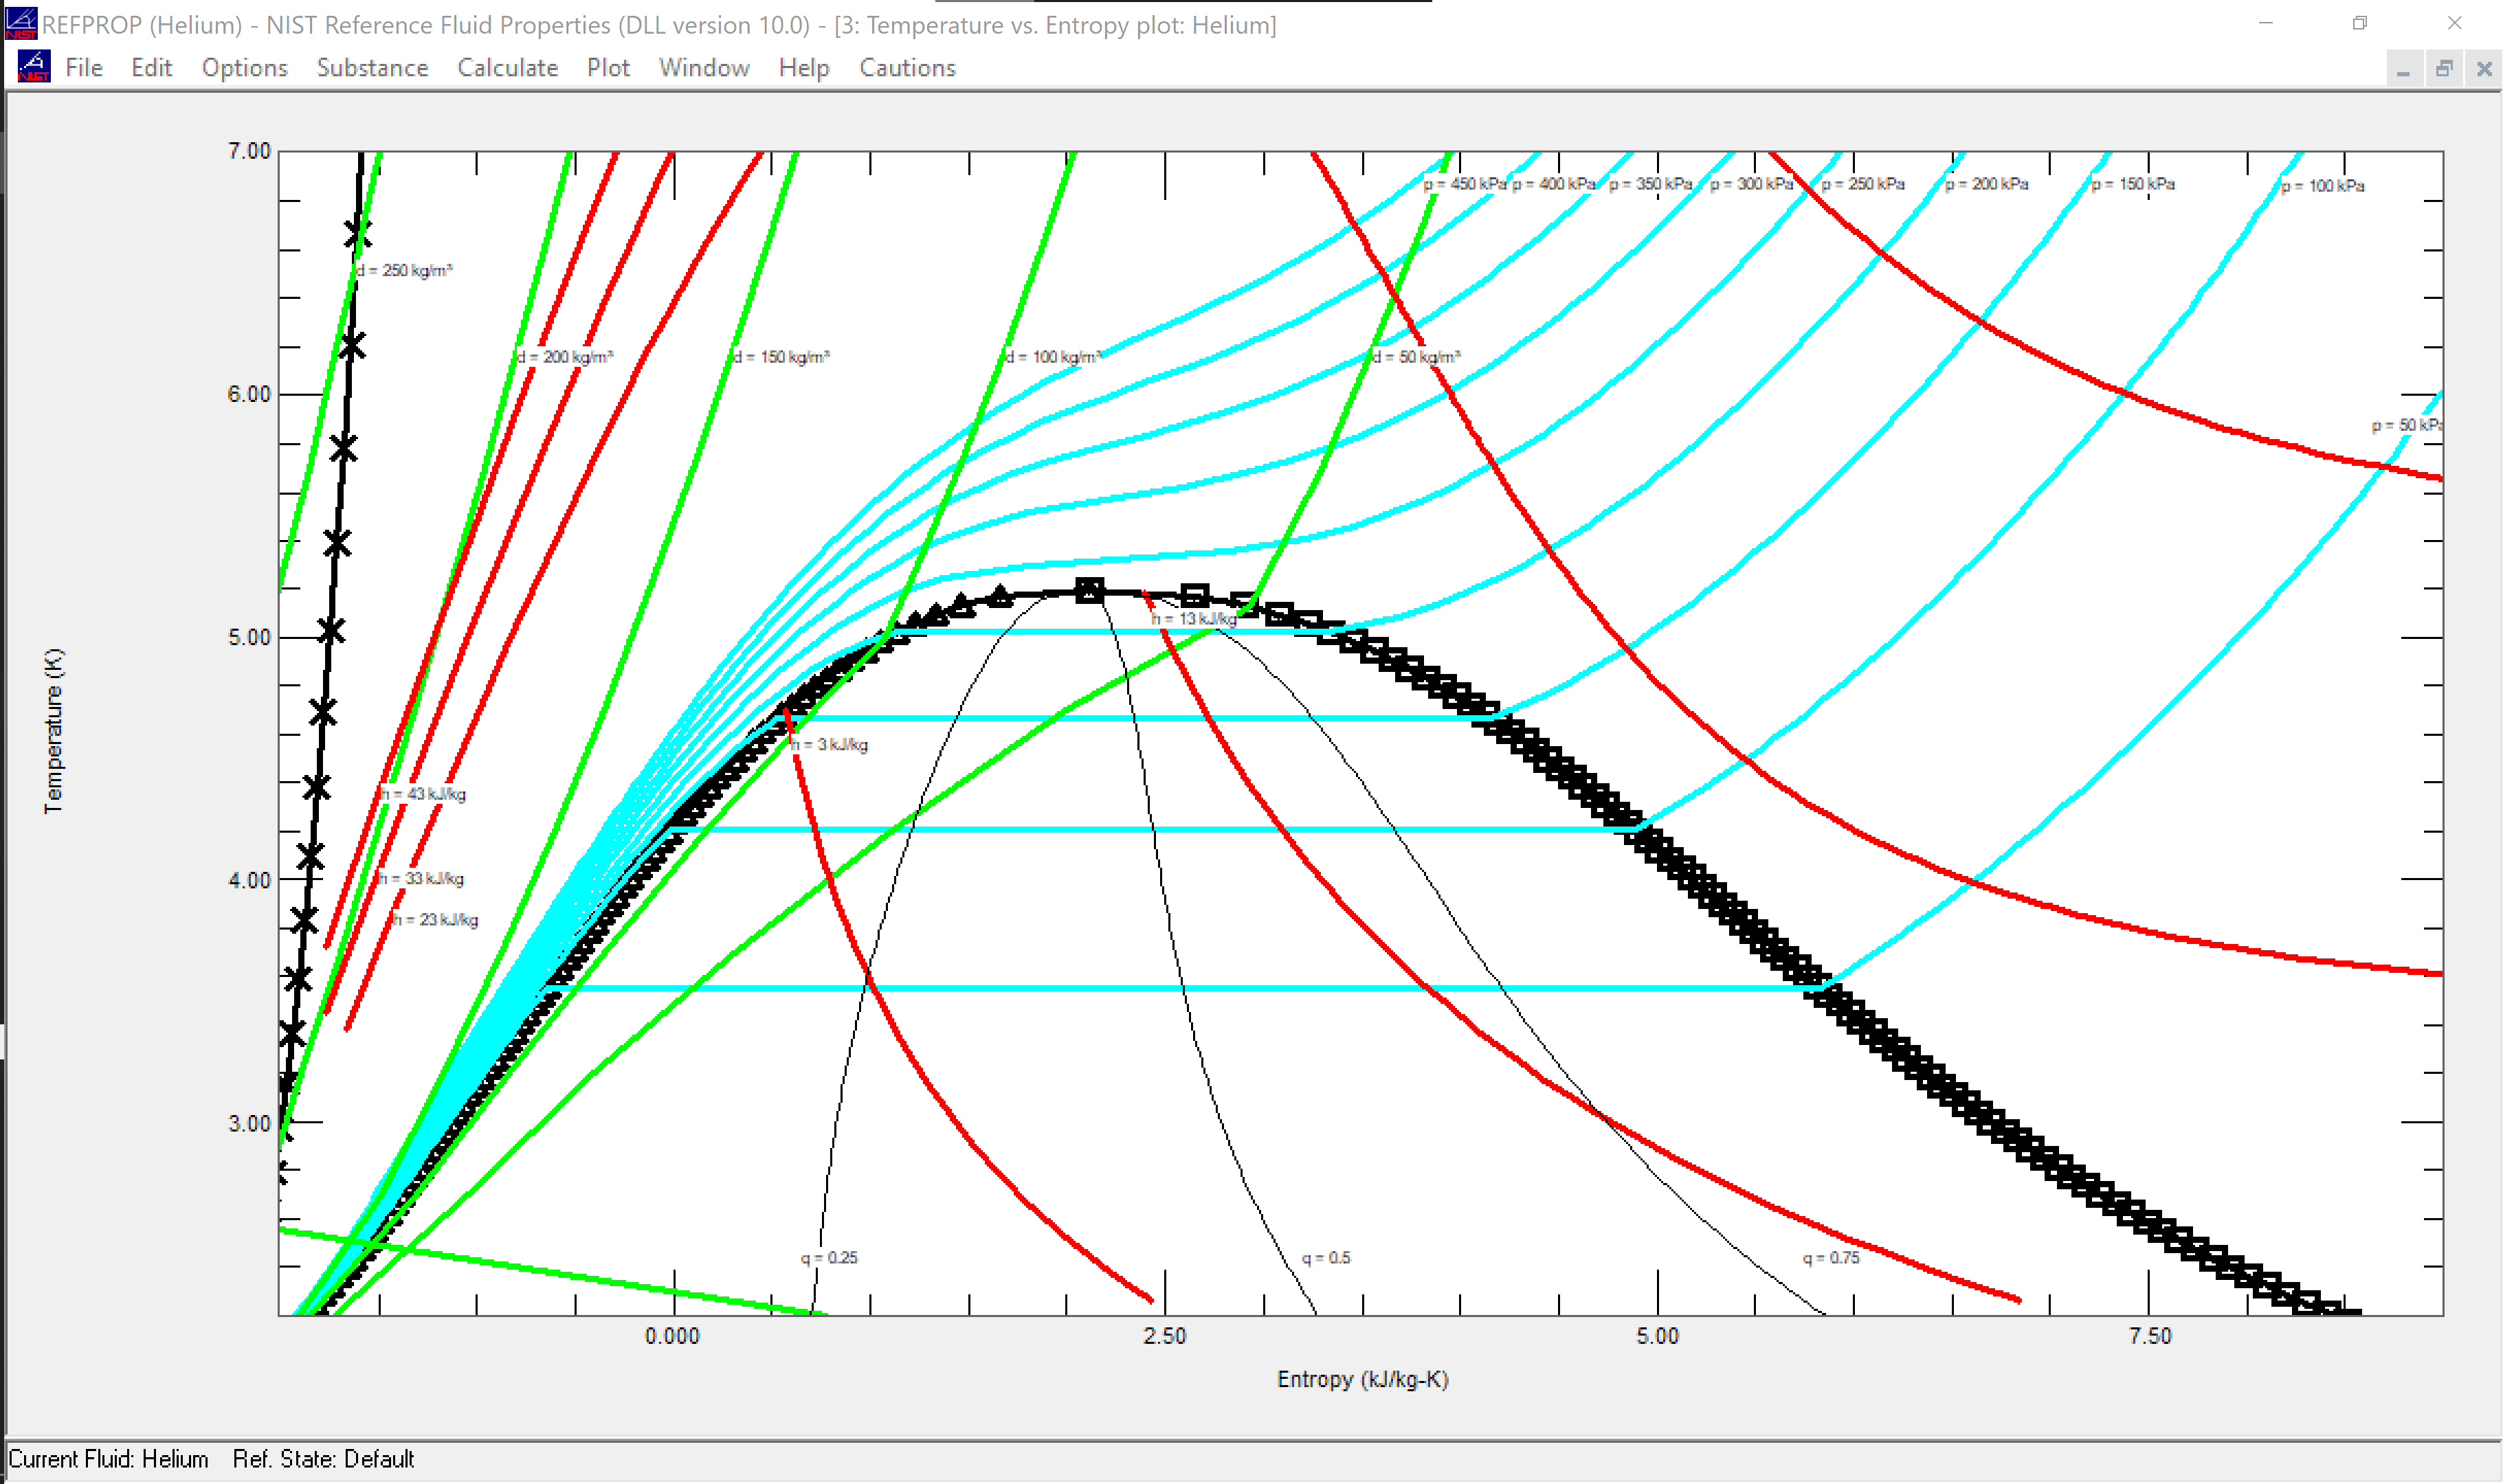 REFPROP (Helium) - NIST Reference Fluid Properties (DLL version 10.0) - [3: Temperature vs. Entropy plot: Helium]
File Edit Options Substance Calculate Plot Window Help Cautions
7.00
p = 450 kPa p = 400 kPa p = 350 kPa p = 300 kPa p = 250 kPa p = 200 kPa p = 150 kPa p = 100 kPa
d = 250 kg/m³
d = 200 kg/m³ d = 150 kg/m³ d = 100 kg/m³ d = 50 kg/m³
6.00
p = 50 kPa
h = 13 kJ/kg
5.00
Temperature (K)
h = 3 kJ/kg
h = 43 kJ/kg
4.00
h = 33 kJ/kg
h = 23 kJ/kg
3.00
q = 0.25 q = 0.5 q = 0.75
0.000 2.50 5.00 7.50
Entropy (kJ/kg-K)
Current Fluid: Helium Ref. State: Default